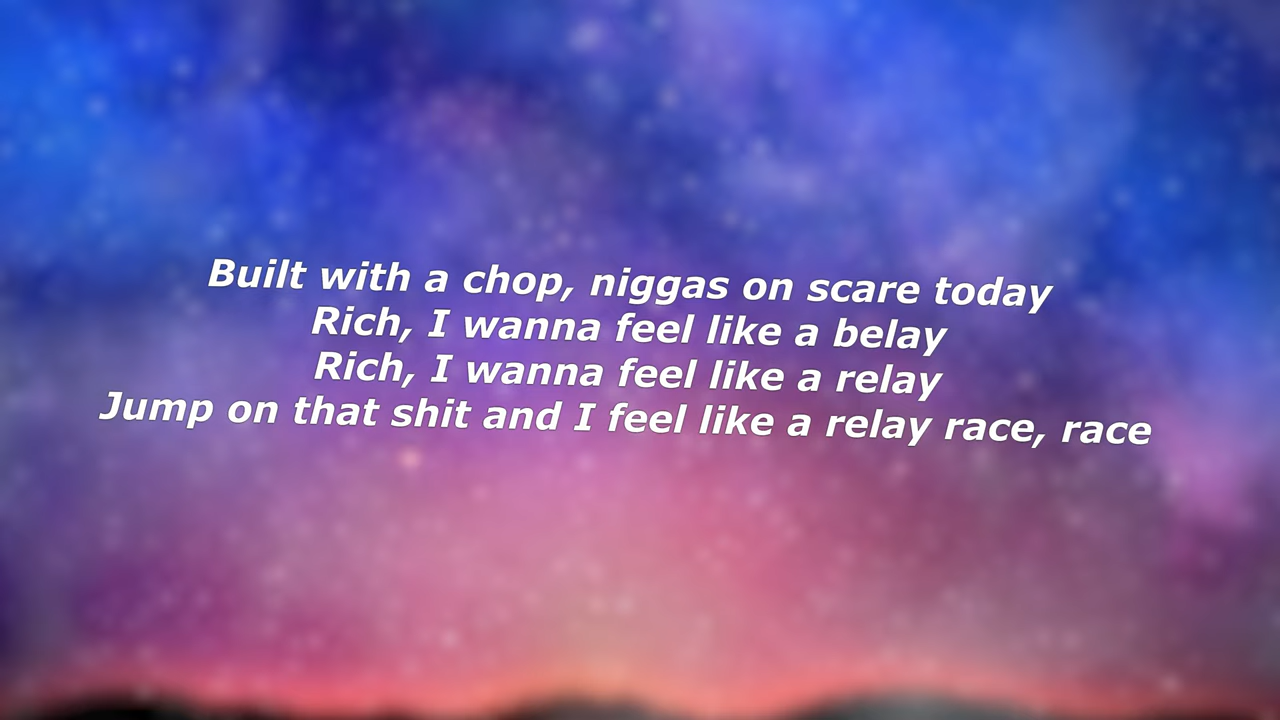 Built with a chop, niggas on scare today
Rich, I wanna feel like a belay
Rich, I wanna feel like a relay
Jump on that shit and I feel like a relay race, race